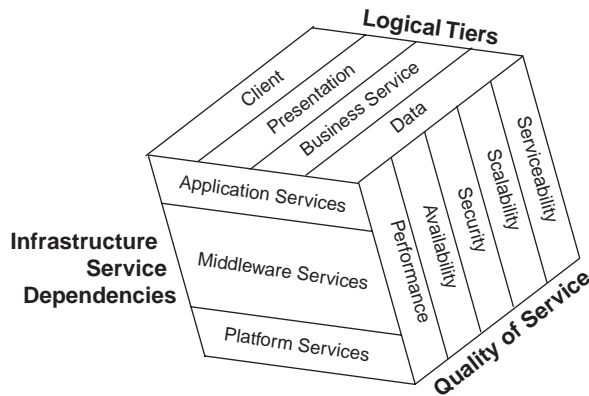 Logical Tiers
Client
Presentation
Business Service
Data
Application Services
Middleware Services
Platform Services
Infrastructure
Service
Dependencies
Performance
Availability
Security
Scalability
Serviceability
Quality of Service